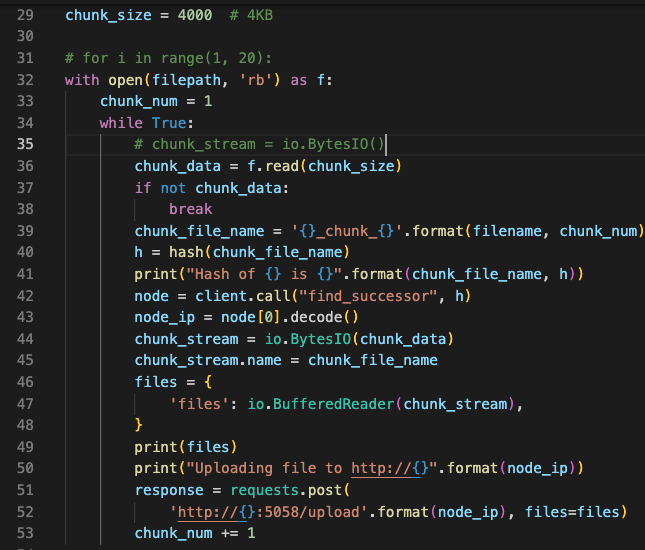 29 chunk_size = 4000  # 4KB
30
31 # for i in range(1, 20):
32 with open(filepath, 'rb') as f:
33     chunk_num = 1
34     while True:
35         # chunk_stream = io.BytesIO()
36         chunk_data = f.read(chunk_size)
37         if not chunk_data:
38             break
39         chunk_file_name = '{}_chunk_{}'.format(filename, chunk_num)
40         h = hash(chunk_file_name)
41         print("Hash of {} is {}".format(chunk_file_name, h))
42         node = client.call("find_successor", h)
43         node_ip = node[0].decode()
44         chunk_stream = io.BytesIO(chunk_data)
45         chunk_stream.name = chunk_file_name
46         files = {
47             'files': io.BufferedReader(chunk_stream),
48         }
49         print(files)
50         print("Uploading file to http://{}".format(node_ip))
51         response = requests.post(
52             'http://{}:5058/upload'.format(node_ip), files=files)
53         chunk_num += 1